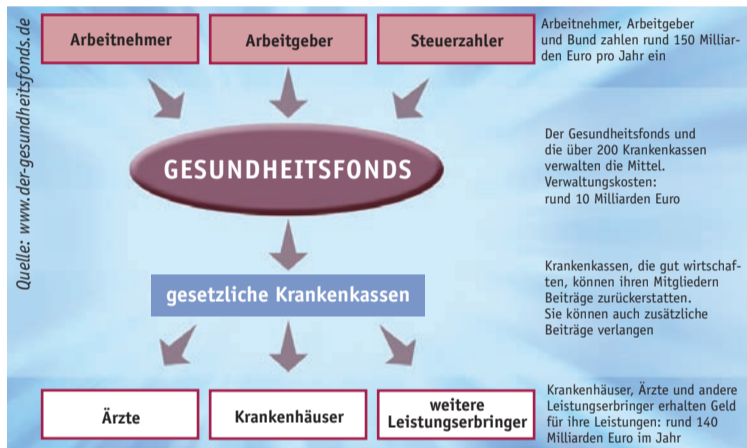 Quelle: www.der-gesundheitsfonds.de
Arbeitnehmer
Arbeitgeber
Steuerzahler
Arbeitnehmer, Arbeitgeber
und Bund zahlen rund 150 Milliar-
den Euro pro Jahr ein
GESUNDHEITSFONDS
Der Gesundheitsfonds und
die über 200 Krankenkassen
verwalten die Mittel.
Verwaltungskosten:
rund 10 Milliarden Euro
gesetzliche Krankenkassen
Krankenkassen, die gut wirtschaf-
ten, können ihren Mitgliedern
Beiträge zurückerstatten.
Sie können auch zusätzliche
Beiträge verlangen
Ärzte
Krankenhäuser
weitere
Leistungserbringer
Krankenhäuser, Ärzte und andere
Leistungserbringer erhalten Geld
für ihre Leistungen: rund 140
Milliarden Euro im Jahr